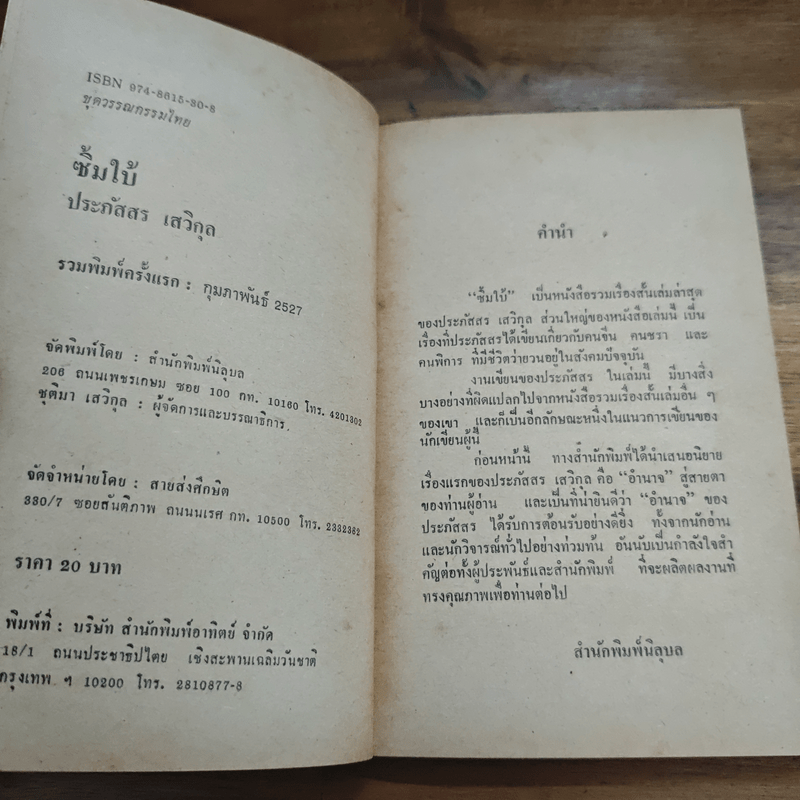 ISBN 974-8615-30-8
ชุดวรรณกรรมไทย
ซิ้มใบ้
ประภัสสร เสวิกุล
รวมพิมพ์ครั้งแรก : กุมภาพันธ์ 2527
จัดพิมพ์โดย : สำนักพิมพ์นิลุบล
206 ถนนเพชรเกษม ซอย 100 กท. 10160 โทร. 4201302
ชุติมา เสวิกุล : ผู้จัดการและบรรณาธิการ
จัดจำหน่ายโดย : สายส่งศึกษิต
330/7 ซอยสันติภาพ ถนนนเรศ กท. 10500 โทร. 2332382
ราคา 20 บาท
พิมพ์ที่ : บริษัท สำนักพิมพ์อาทิตย์ จำกัด
18/1 ถนนประชาธิปไตย เชิงสะพานเฉลิมวันชาติ
กรุงเทพ ฯ 10200 โทร. 2810877-8
คำนำ
"ซิ้มใบ้" เป็นหนังสือรวมเรื่องสั้นเล่มล่าสุด
ของประภัสสร เสวิกุล ส่วนใหญ่ของหนังสือเล่มนี้ เป็น
เรื่องที่ประภัสสรได้เขียนเกี่ยวกับคนจีน คนชรา และ
คนพิการ ที่มีชีวิตว่ายวนอยู่ในสังคมปัจจุบัน
งานเขียนของประภัสสร ในเล่มนี้ มีบางสิ่ง
บางอย่างที่ผิดแปลกไปจากหนังสือรวมเรื่องสั้นเล่มอื่น ๆ
ของเขา และก็เป็นอีกลักษณะหนึ่งในแนวการเขียนของ
นักเขียนผู้นี้
ก่อนหน้านี้ ทางสำนักพิมพ์ได้นำเสนอนิยาย
เรื่องแรกของประภัสสร เสวิกุล คือ "อำนาจ" สู่สายตา
ของท่านผู้อ่าน และเป็นที่น่ายินดีว่า "อำนาจ" ของ
ประภัสสร ได้รับการต้อนรับอย่างดียิ่ง ทั้งจากนักอ่าน
และนักวิจารณ์ทั่วไปอย่างท่วมท้น อันนับเป็นกำลังใจสำ
คัญต่อทั้งผู้ประพันธ์และสำนักพิมพ์ ที่จะผลิตผลงานที่
ทรงคุณภาพเพื่อท่านต่อไป
สำนักพิมพ์นิลุบล